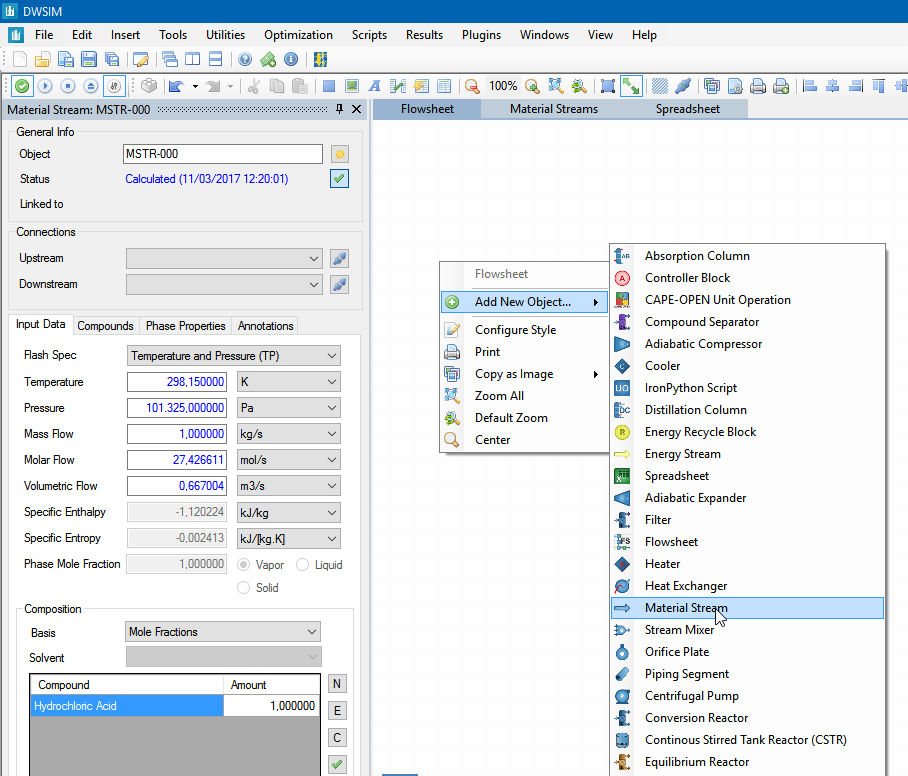 DWSIM
File Edit Insert Tools Utilities Optimization Scripts Results Plugins Windows View Help
100%
Material Stream: MSTR-000
Flowsheet Material Streams Spreadsheet
General Info
Object MSTR-000
Status Calculated (11/03/2017 12:20:01)
Linked to
Connections
Upstream
Downstream
Input Data Compounds Phase Properties Annotations
Flash Spec Temperature and Pressure (TP)
Temperature 298,150000 K
Pressure 101.325,000000 Pa
Mass Flow 1,000000 kg/s
Molar Flow 27,426611 mol/s
Volumetric Flow 0,667004 m3/s
Specific Enthalpy -1,120224 kJ/kg
Specific Entropy -0,002413 kJ/[kg.K]
Phase Mole Fraction 1,000000 Vapor Liquid
Solid
Composition
Basis Mole Fractions
Solvent
Compound Amount
Hydrochloric Acid 1,000000
N
E
C
Flowsheet
Add New Object...
Configure Style
Print
Copy as Image
Zoom All
Default Zoom
Center
Absorption Column
Controller Block
CAPE-OPEN Unit Operation
Compound Separator
Adiabatic Compressor
Cooler
IronPython Script
Distillation Column
Energy Recycle Block
Energy Stream
Spreadsheet
Adiabatic Expander
Filter
Flowsheet
Heater
Heat Exchanger
Material Stream
Stream Mixer
Orifice Plate
Piping Segment
Centrifugal Pump
Conversion Reactor
Continous Stirred Tank Reactor (CSTR)
Equilibrium Reactor